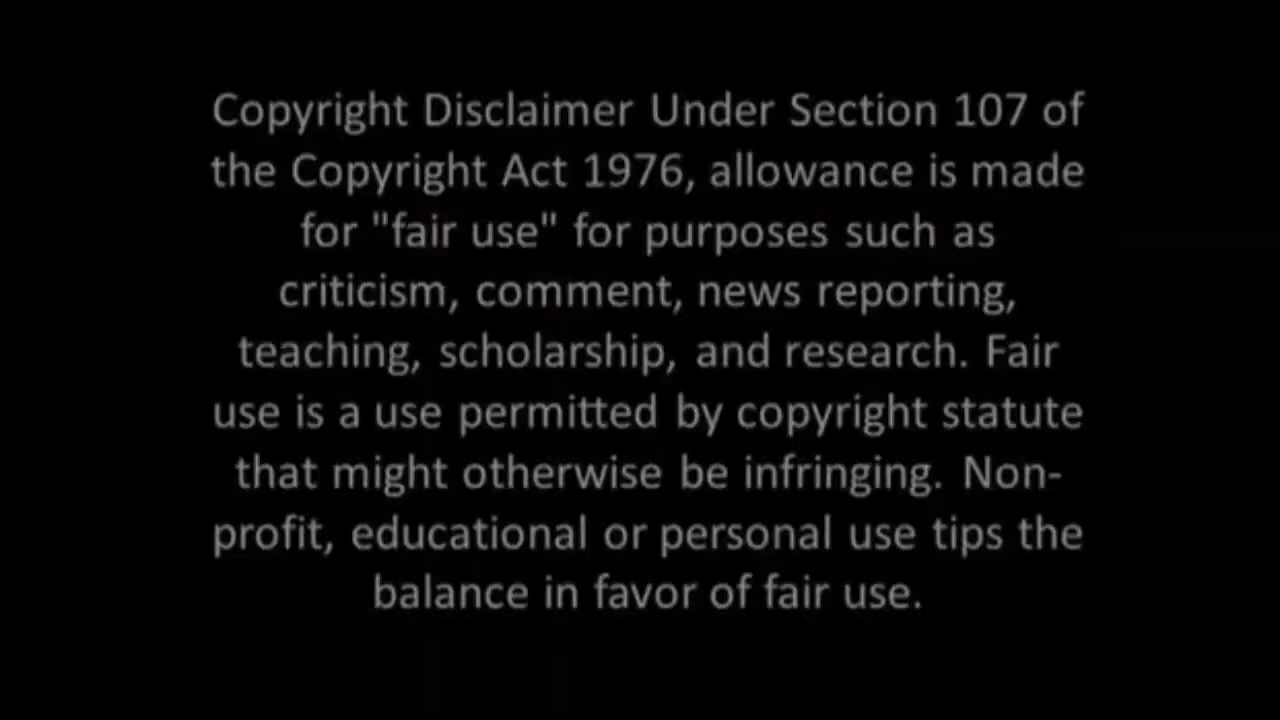 Copyright Disclaimer Under Section 107 of
the Copyright Act 1976, allowance is made
for "fair use" for purposes such as
criticism, comment, news reporting,
teaching, scholarship, and research. Fair
use is a use permitted by copyright statute
that might otherwise be infringing. Non-
profit, educational or personal use tips the
balance in favor of fair use.